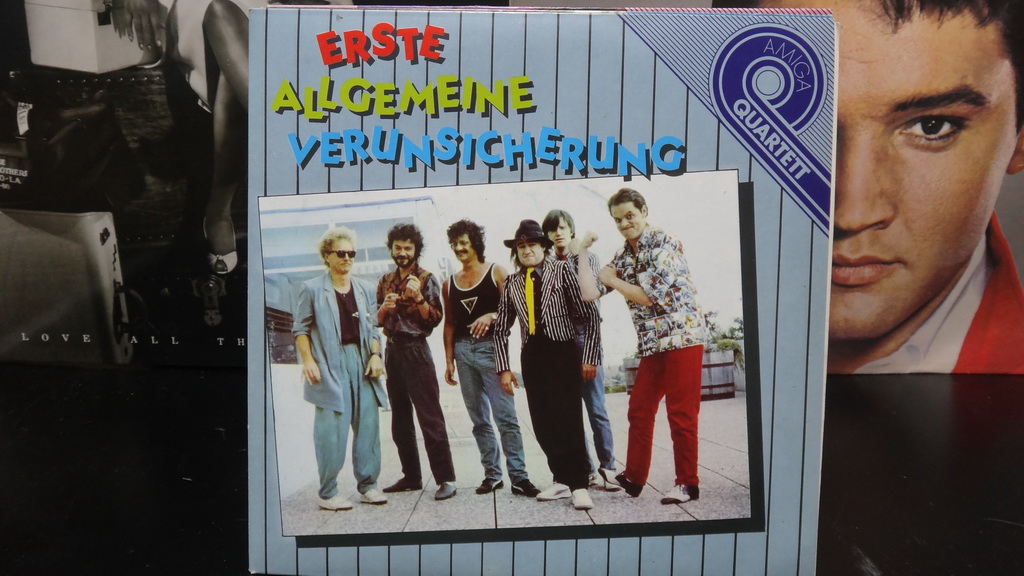 ERSTE
ALLGEMEINE
VERUNSICHERUNG
AMIGA
QUARTETT
LOVE ALL TH